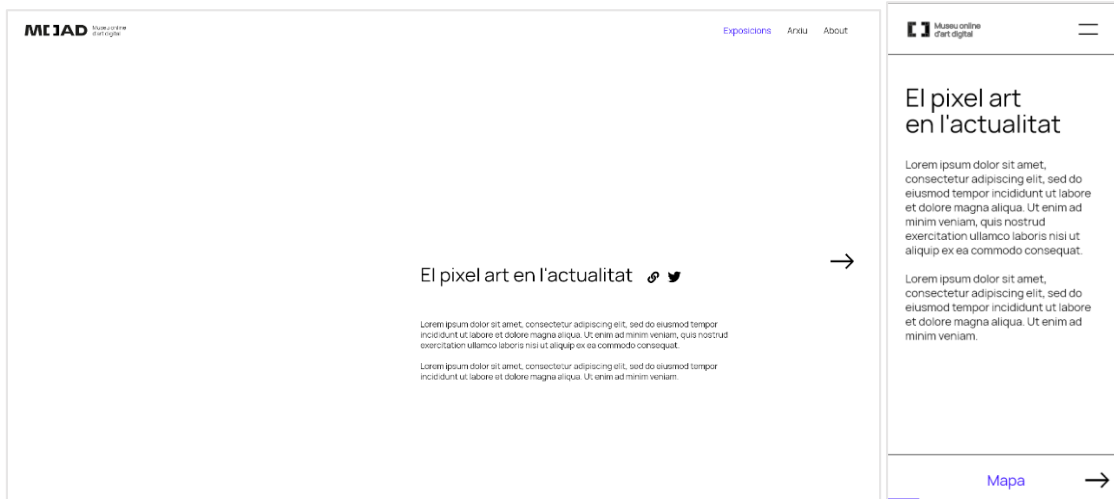 M[ ]AD Museu online
d'art digital
Exposicions Arxiu About
El pixel art en l'actualitat
Lorem ipsum dolor sit amet, consectetur adipiscing elit, sed do eiusmod tempor
incididunt ut labore et dolore magna aliqua. Ut enim ad minim veniam, quis nostrud
exercitation ullamco laboris nisi ut aliquip ex ea commodo consequat.
Lorem ipsum dolor sit amet, consectetur adipiscing elit, sed do eiusmod tempor
incididunt ut labore et dolore magna aliqua. Ut enim ad minim veniam.
[ ] Museu online
d'art digital
El pixel art
en l'actualitat
Lorem ipsum dolor sit amet,
consectetur adipiscing elit, sed do
eiusmod tempor incididunt ut labore
et dolore magna aliqua. Ut enim ad
minim veniam, quis nostrud
exercitation ullamco laboris nisi ut
aliquip ex ea commodo consequat.
Lorem ipsum dolor sit amet,
consectetur adipiscing elit, sed do
eiusmod tempor incididunt ut labore
et dolore magna aliqua. Ut enim ad
minim veniam.
Mapa